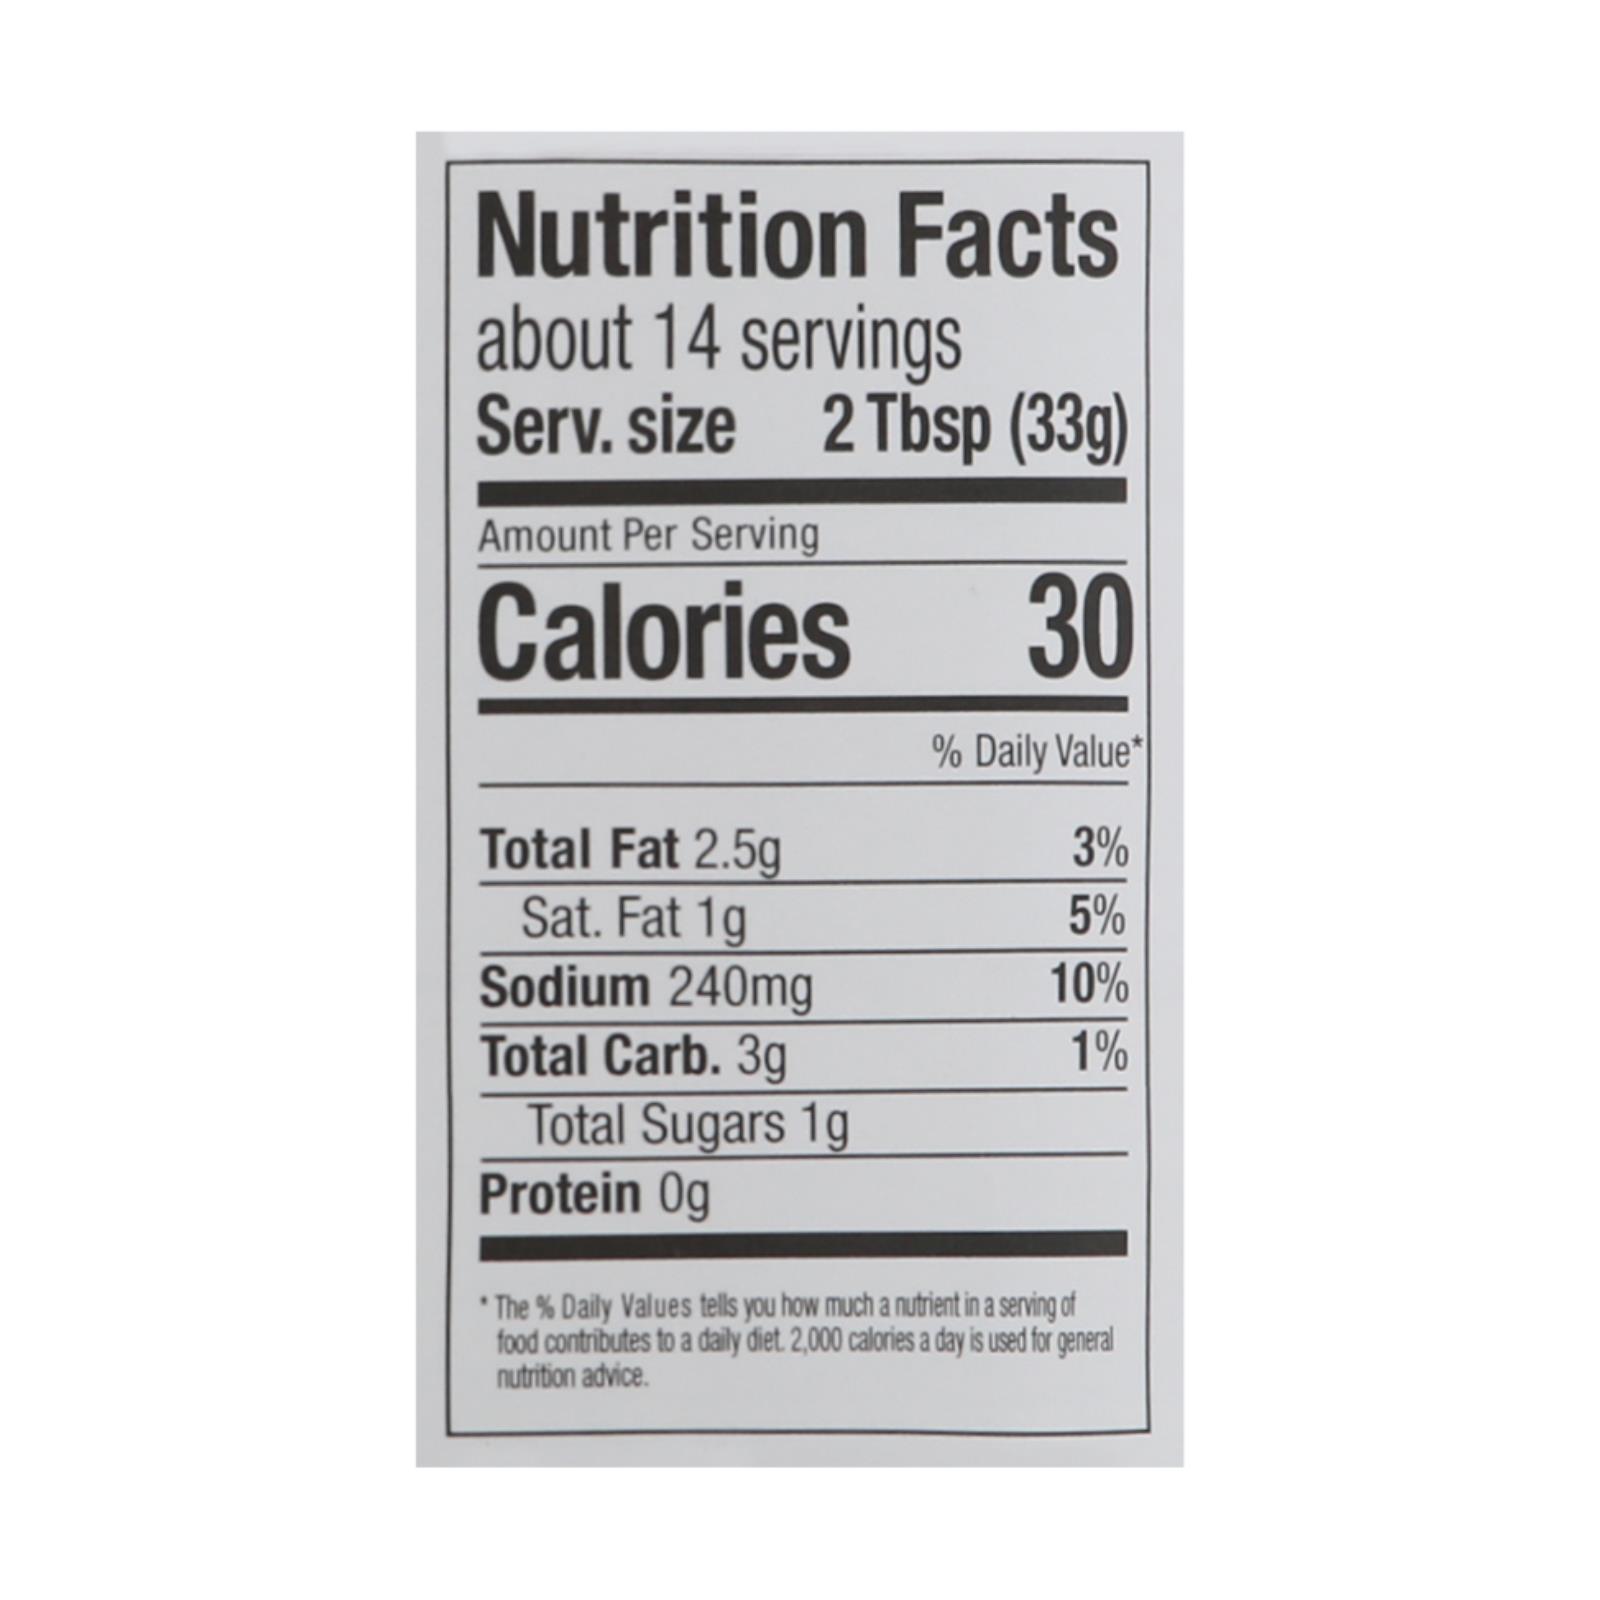 Nutrition Facts
about 14 servings
Serv. size 2 Tbsp (33g)
Amount Per Serving
Calories 30
% Daily Value*
Total Fat 2.5g 3%
Sat. Fat 1g 5%
Sodium 240mg 10%
Total Carb. 3g 1%
Total Sugars 1g
Protein 0g
* The % Daily Values tells you how much a nutrient in a serving of
food contributes to a daily diet. 2,000 calories a day is used for general
nutrition advice.